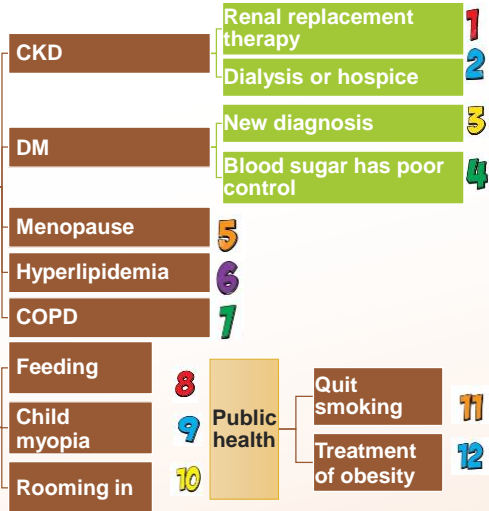 CKD
Renal replacement
therapy
1
Dialysis or hospice
2
DM
New diagnosis
3
Blood sugar has poor
control
4
Menopause
5
Hyperlipidemia
6
COPD
7
Feeding
8
Child
myopia
9
Rooming in
10
Public
health
Quit
smoking
11
Treatment
of obesity
12